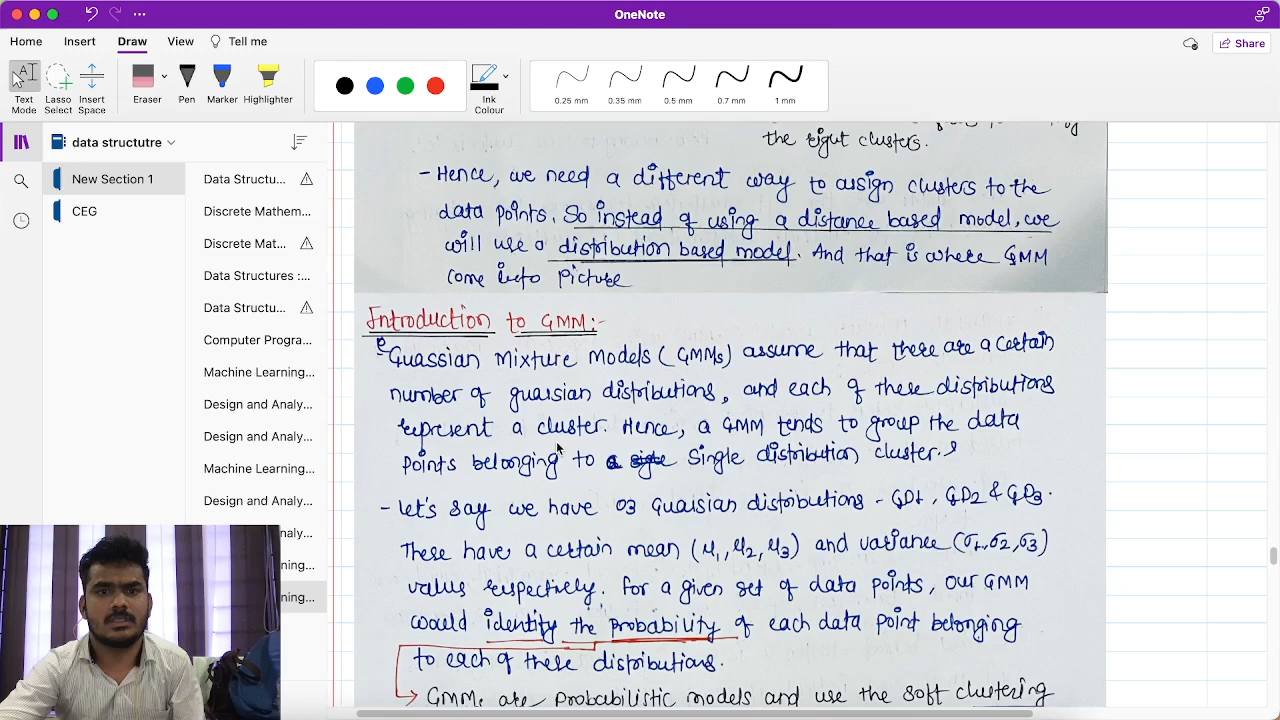 OneNote
Home Insert Draw View Tell me
Share
Text Mode
Lasso Select
Insert Space
Eraser
Pen
Marker
Highlighter
Ink Colour
0.25 mm
0.35 mm
0.5 mm
0.7 mm
1 mm
data structutre
New Section 1
CEG
Data Structu...
Discrete Mathem...
Discrete Mat...
Data Structures :...
Data Structu...
Computer Progra...
Machine Learning...
Design and Analy...
Design and Analy...
Machine Learning...
Design and Analy...
naly...
ning...
ning...
the right clusters.
- Hence, we need a different way to assign clusters to the
data points. So instead of using a distance based model, we
will use a distribution based model. And that is where GMM
come into Picture
Introduction to GMM:-
Guassian Mixture Models (GMMs) assume that there are a certain
number of guassian distributions, and each of these distributions
represent a cluster. Hence, a GMM tends to group the data
points belonging to a single distribution cluster.
- Let's say we have 03 Guassian distributions - GD1, GD2 & GD3.
These have a certain mean (μ1, μ2, μ3) and variance (σ1, σ2, σ3)
value respectively. For a given set of data points, our GMM
would identify the probability of each data point belonging
to each of these distributions.
GMMs are probabilistic models and use the soft clustering